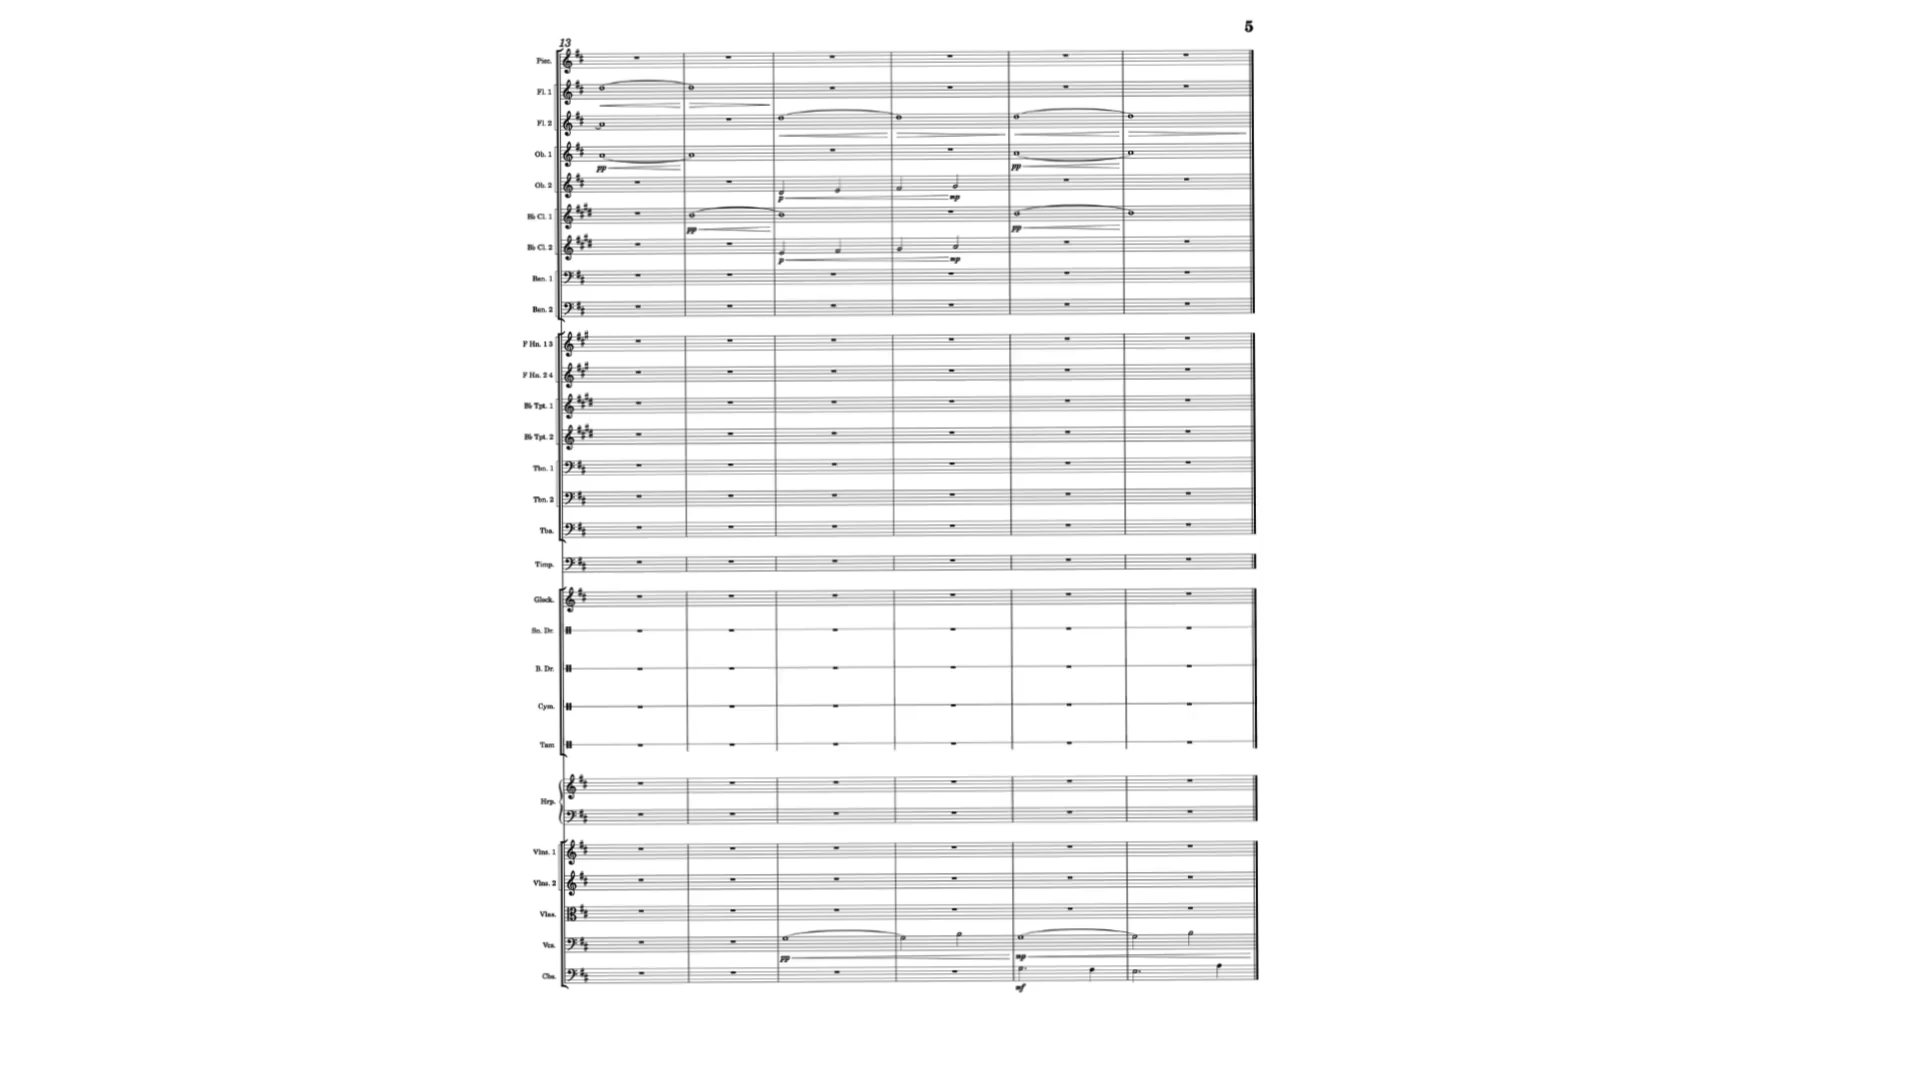 5
13
Picc.
Fl. 1
Fl. 2
Ob. 1
pp pp
Ob. 2
p mp
B♭ Cl. 1
pp pp
B♭ Cl. 2
p mp
Bsn. 1
Bsn. 2
F Hn. 1 3
F Hn. 2 4
B♭ Tpt. 1
B♭ Tpt. 2
Tbn. 1
Tbn. 2
Tba.
Timp.
Glock.
Sn. Dr.
B. Dr.
Cym.
Tam
Hrp.
Vlns. 1
Vlns. 2
Vlas.
Vcs.
pp mp
Cbs.
mf